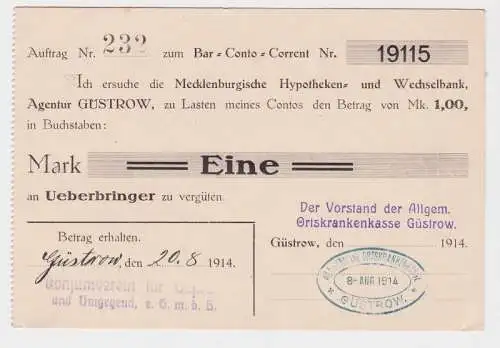 Auftrag Nr. 232 zum Bar-Conto-Corrent Nr. 19115
Ich ersuche die Mecklenburgische Hypotheken- und Wechselbank,
Agentur GÜSTROW, zu Lasten meines Contos den Betrag von Mk. 1,00,
in Buchstaben:
Mark Eine
an Ueberbringer zu vergüten.
Der Vorstand der Allgem.
Ortskrankenkasse Güstrow.
Betrag erhalten.
Güstrow, den 20.8 1914.
Konsumverein für
und Umgegend, e. G. m. b. H.
Güstrow, den 1914.
ORTSKRANKENKASSE
8-AUG 1914
* GÜSTROW. *